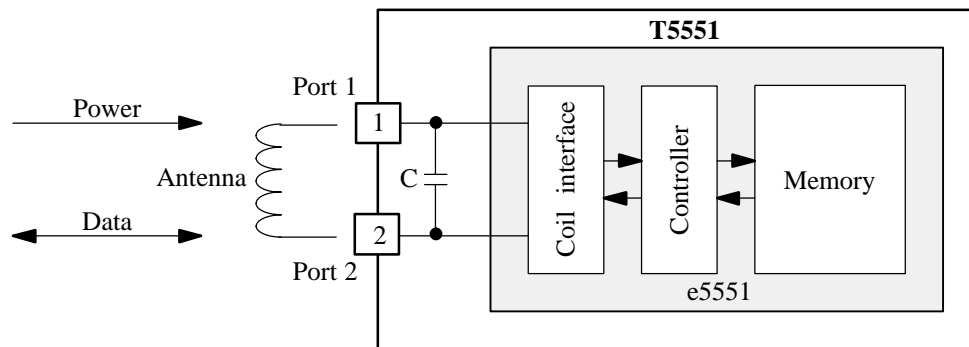 T5551
Port 1
Power
1
Antenna
C
Coil interface
Controller
Memory
Data
2
Port 2
e5551